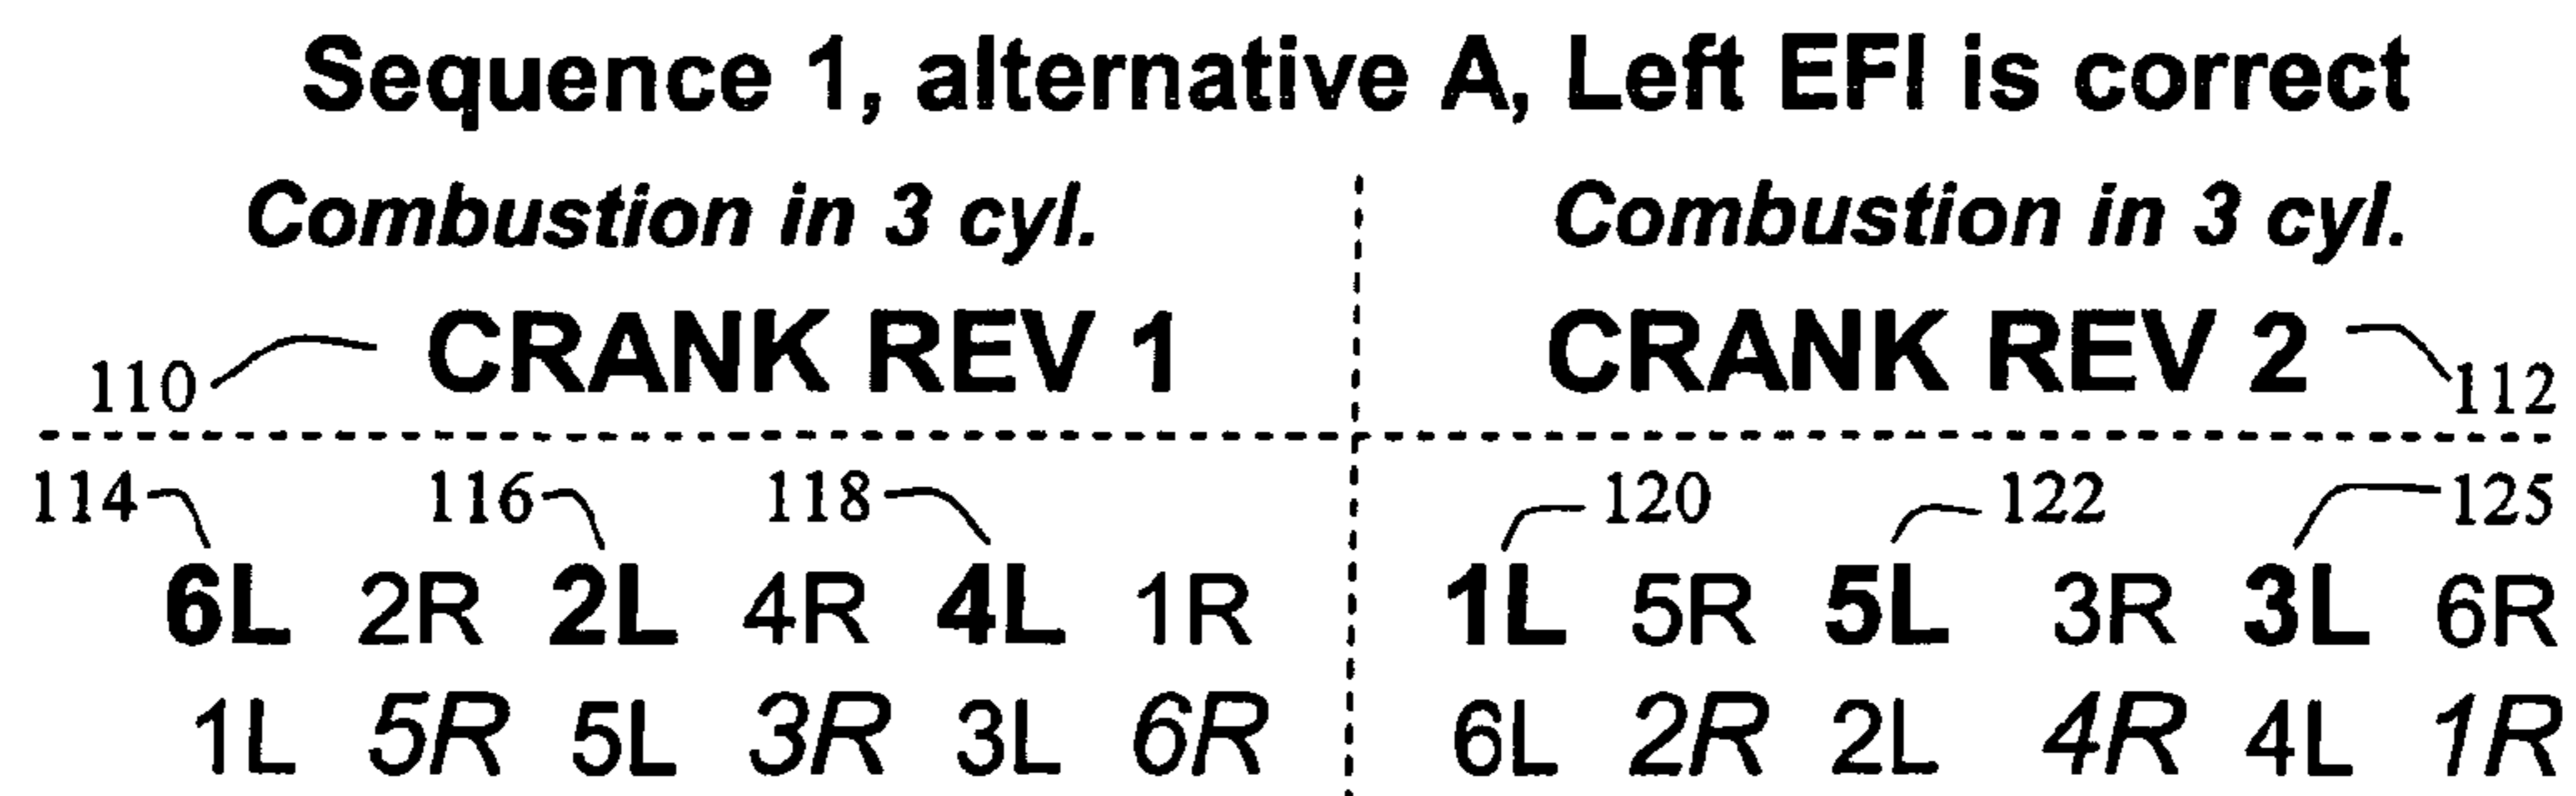 Sequence 1, alternative A, Left EFI is correct
Combustion in 3 cyl. Combustion in 3 cyl.
110 CRANK REV 1 CRANK REV 2 112
114 116 118 120 122 125
6L 2R 2L 4R 4L 1R 1L 5R 5L 3R 3L 6R
1L 5R 5L 3R 3L 6R 6L 2R 2L 4R 4L 1R